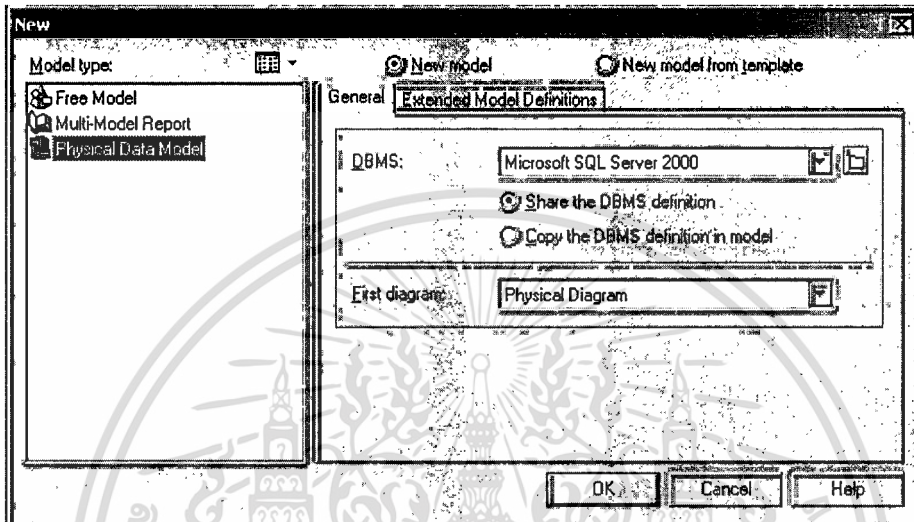 New
Model type:
New model
New model from template
Free Model
Multi-Model Report
Physical Data Model
General
Extended Model Definitions
DBMS:
Microsoft SQL Server 2000
Share the DBMS definition
Copy the DBMS definition in model
First diagram:
Physical Diagram
OK
Cancel
Help